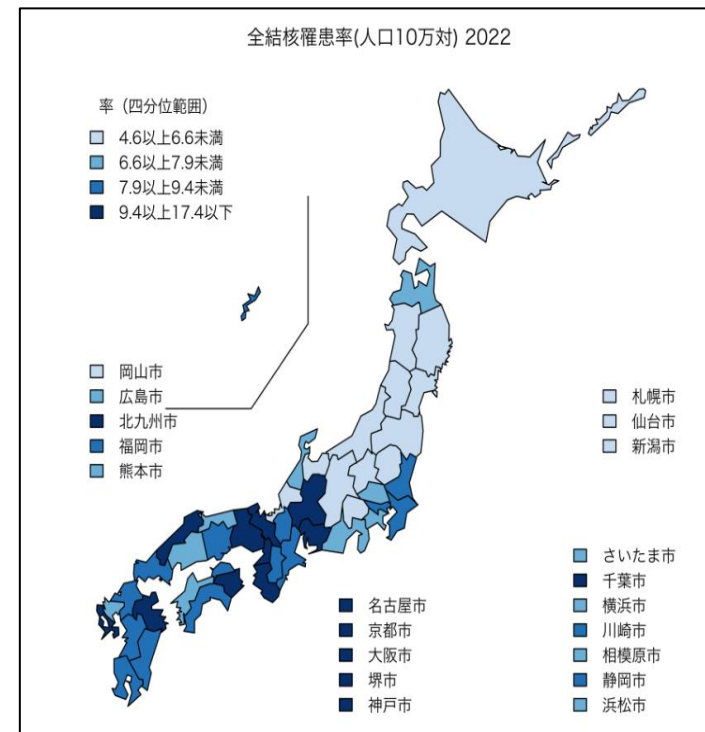 全結核罹患率(人口10万対) 2022
率（四分位範囲）
4.6以上6.6未満
6.6以上7.9未満
7.9以上9.4未満
9.4以上17.4以下
岡山市
広島市
北九州市
福岡市
熊本市
札幌市
仙台市
新潟市
名古屋市
京都市
大阪市
堺市
神戸市
さいたま市
千葉市
横浜市
川崎市
相模原市
静岡市
浜松市